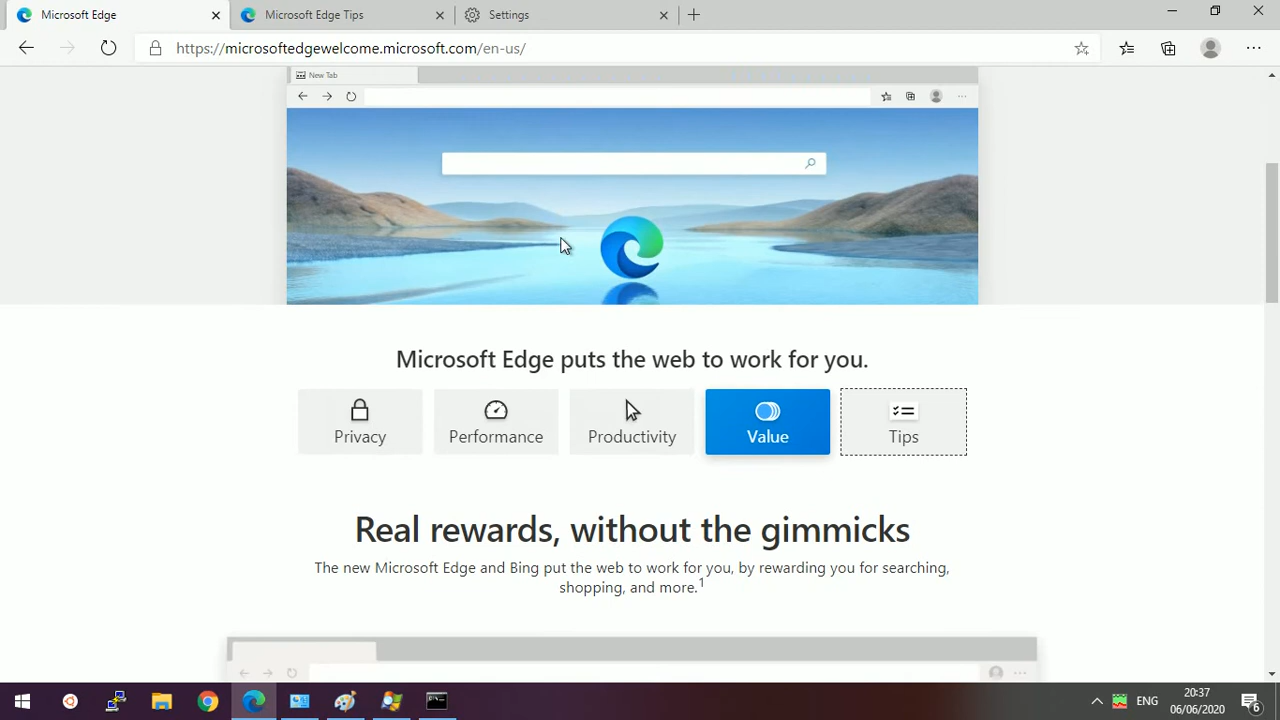 Microsoft Edge
Microsoft Edge Tips
Settings
https://microsoftedgewelcome.microsoft.com/en-us/
New Tab
Microsoft Edge puts the web to work for you.
Privacy
Performance
Productivity
Value
Tips
Real rewards, without the gimmicks
The new Microsoft Edge and Bing put the web to work for you, by rewarding you for searching,
shopping, and more.1
ENG
20:37
06/06/2020
6